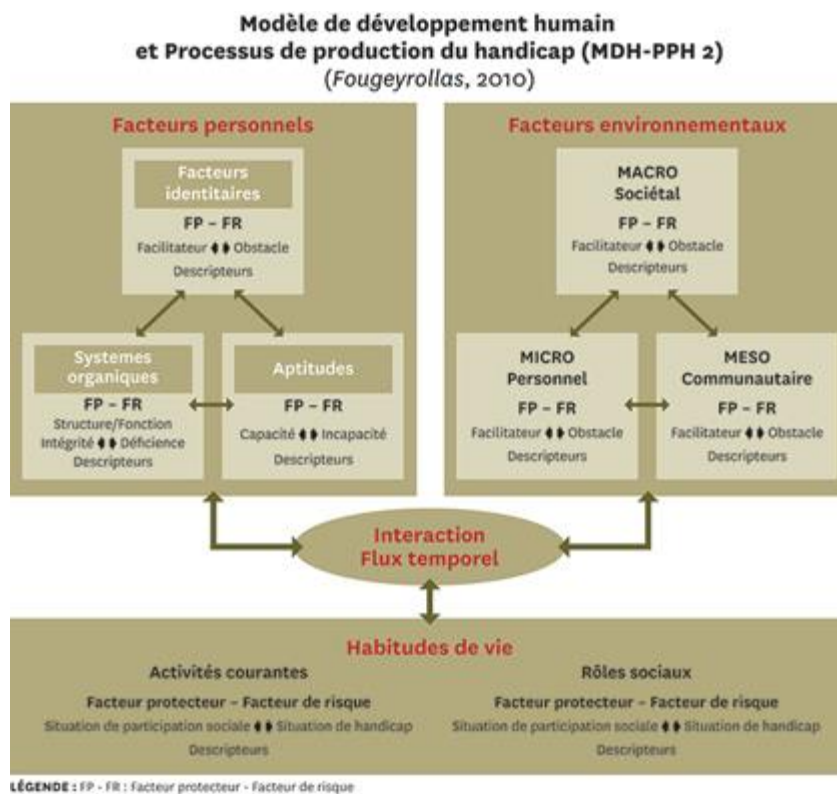 Modèle de développement humain
et Processus de production du handicap (MDH-PPH 2)
(Fougeyrollas, 2010)
Facteurs personnels
Facteurs identitaires
FP – FR
Facilitateur ◖◗ Obstacle
Descripteurs
Systemes organiques
FP – FR
Structure/Fonction
Intégrité ◖◗ Déficience
Descripteurs
Aptitudes
FP – FR
Capacité ◖◗ Incapacité
Descripteurs
Facteurs environnementaux
MACRO
Sociétal
FP – FR
Facilitateur ◖◗ Obstacle
Descripteurs
MICRO
Personnel
FP – FR
Facilitateur ◖◗ Obstacle
Descripteurs
MESO
Communautaire
FP – FR
Facilitateur ◖◗ Obstacle
Descripteurs
Interaction
Flux temporel
Habitudes de vie
Activités courantes
Facteur protecteur – Facteur de risque
Situation de participation sociale ◖◗ Situation de handicap
Descripteurs
Rôles sociaux
Facteur protecteur – Facteur de risque
Situation de participation sociale ◖◗ Situation de handicap
Descripteurs
LÉGENDE : FP - FR : Facteur protecteur - Facteur de risque